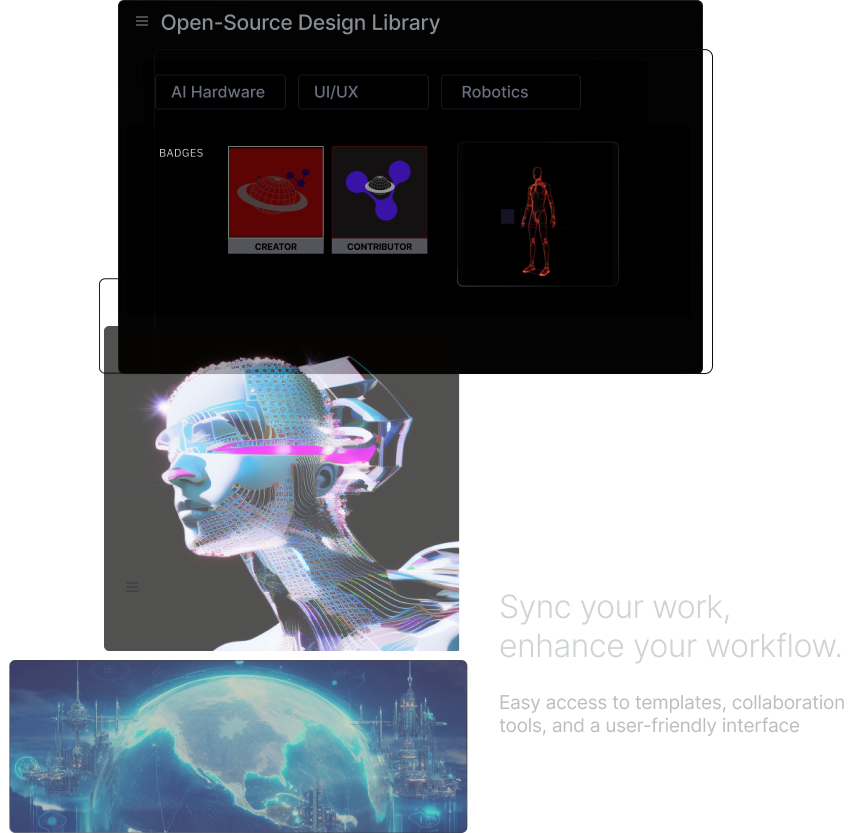 Open-Source Design Library
AI Hardware
UI/UX
Robotics
BADGES
CREATOR
CONTRIBUTOR
Sync your work,
enhance your workflow.
Easy access to templates, collaboration
tools, and a user-friendly interface